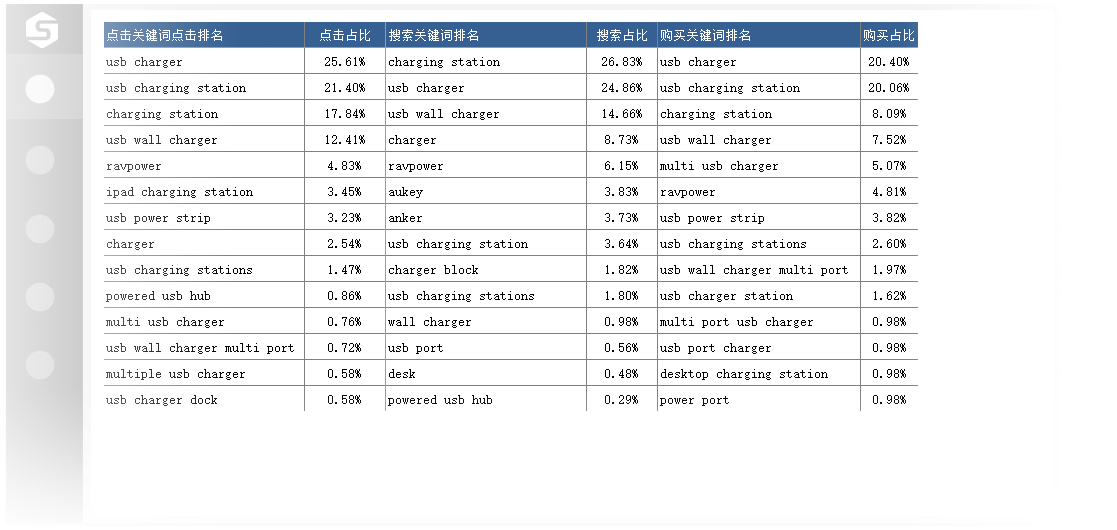 点击关键词点击排名 点击占比 搜索关键词排名 搜索占比 购买关键词排名 购买占比
usb charger 25.61% charging station 26.83% usb charger 20.40%
usb charging station 21.40% usb charger 24.86% usb charging station 20.06%
charging station 17.84% usb wall charger 14.66% charging station 8.09%
usb wall charger 12.41% charger 8.73% usb wall charger 7.52%
ravpower 4.83% ravpower 6.15% multi usb charger 5.07%
ipad charging station 3.45% aukey 3.83% ravpower 4.81%
usb power strip 3.23% anker 3.73% usb power strip 3.82%
charger 2.54% usb charging station 3.64% usb charging stations 2.60%
usb charging stations 1.47% charger block 1.82% usb wall charger multi port 1.97%
powered usb hub 0.86% usb charging stations 1.80% usb charger station 1.62%
multi usb charger 0.76% wall charger 0.98% multi port usb charger 0.98%
usb wall charger multi port 0.72% usb port 0.56% usb port charger 0.98%
multiple usb charger 0.58% desk 0.48% desktop charging station 0.98%
usb charger dock 0.58% powered usb hub 0.29% power port 0.98%